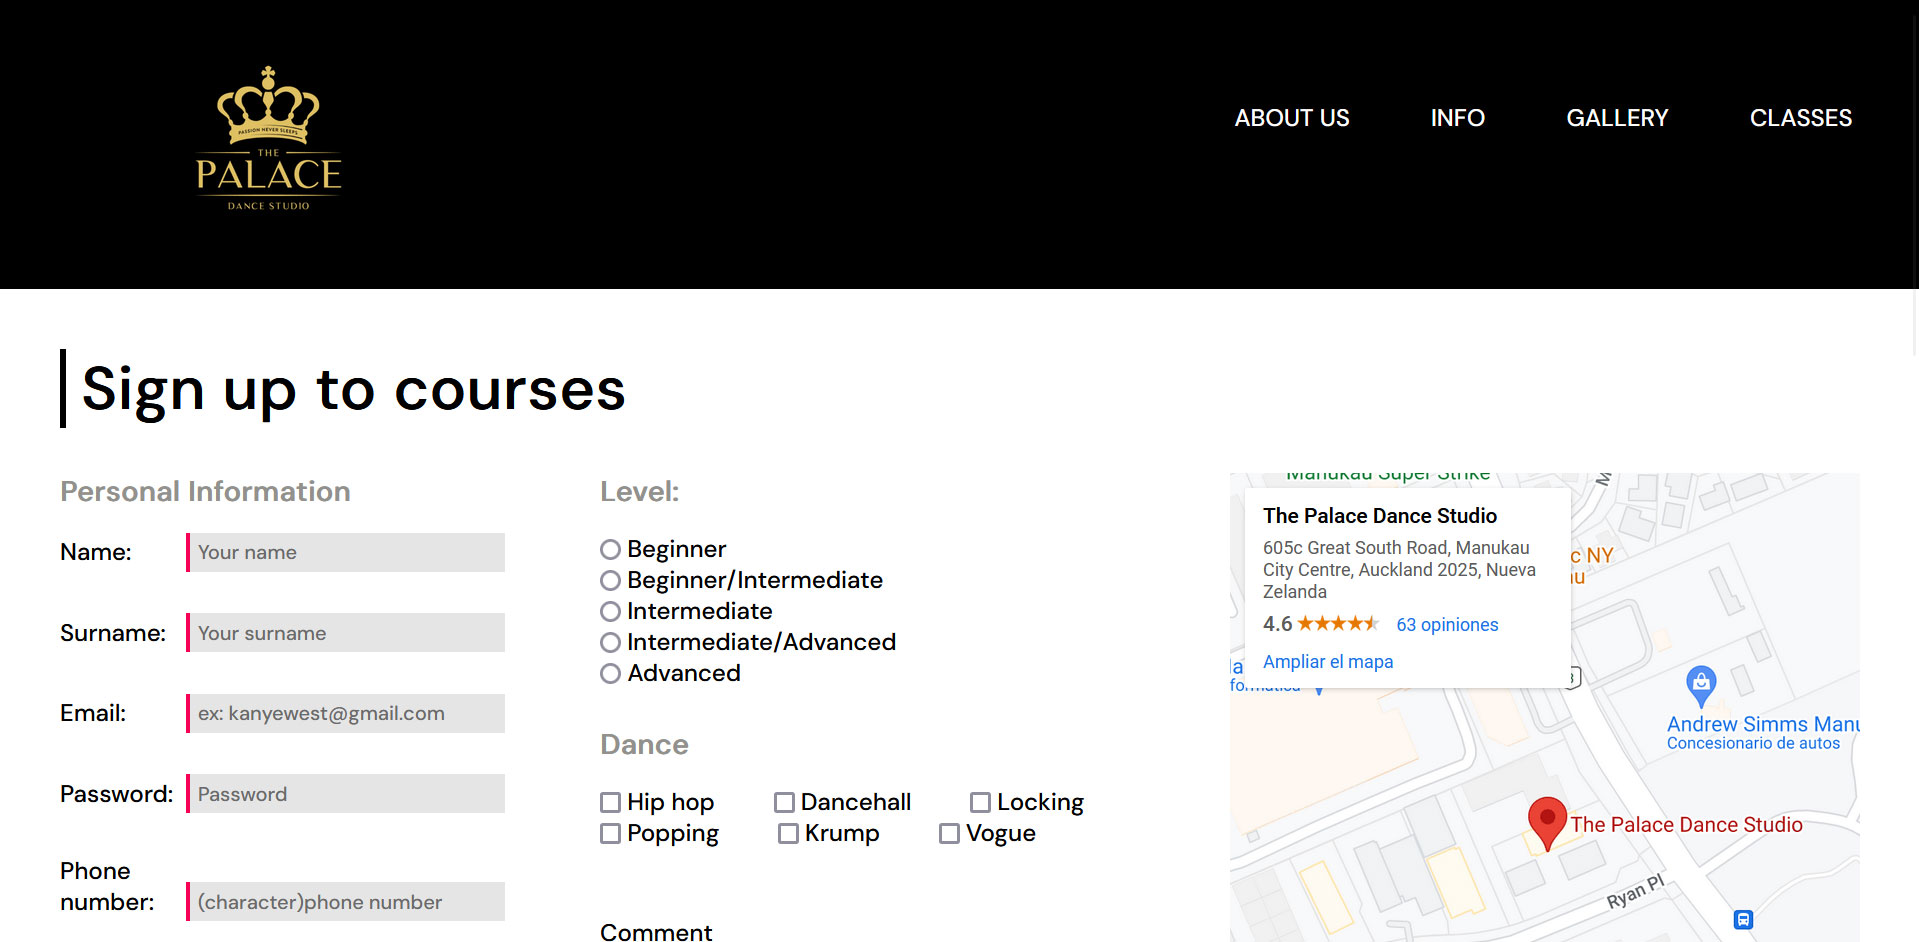 PASSION NEVER SLEEPS
THE
PALACE
DANCE STUDIO
ABOUT US
INFO
GALLERY
CLASSES
Sign up to courses
Personal Information
Name:
Your name
Surname:
Your surname
Email:
ex: kanyewest@gmail.com
Password:
Password
Phone
number:
(character)phone number
Level:
Beginner
Beginner/Intermediate
Intermediate
Intermediate/Advanced
Advanced
Dance
Hip hop
Dancehall
Locking
Popping
Krump
Vogue
Comment
Manukau Super Strike
The Palace Dance Studio
605c Great South Road, Manukau
City Centre, Auckland 2025, Nueva
Zelanda
4.6
63 opiniones
Ampliar el mapa
c NY
Andrew Simms Manu
Concesionario de autos
The Palace Dance Studio
Ryan Pl